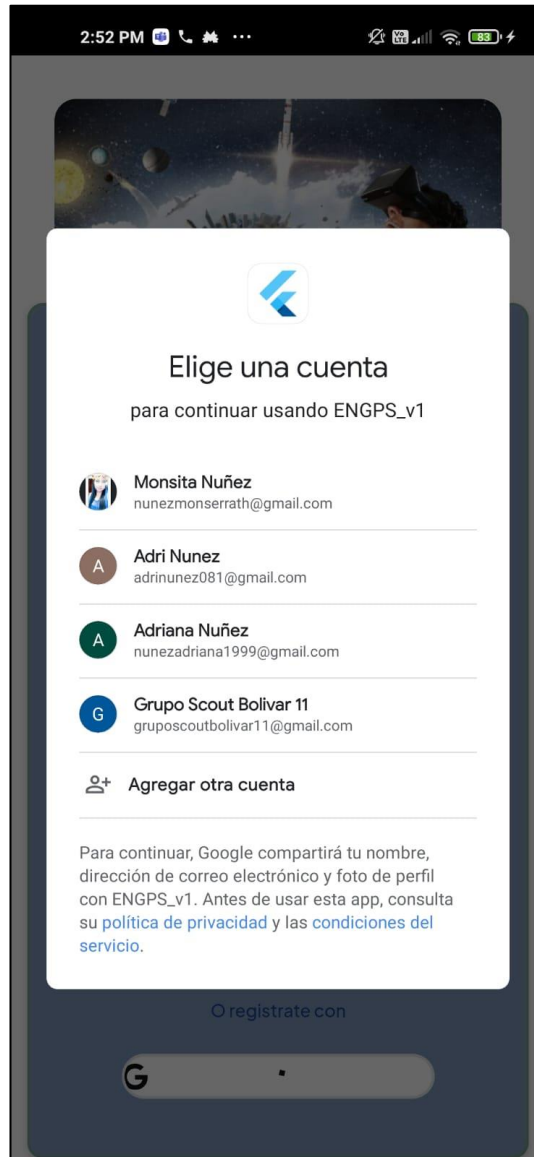 2:52 PM
Vo LTE
83
Elige una cuenta
para continuar usando ENGPS_v1
Monsita Nuñez
nunezmonserrath@gmail.com
A
Adri Nunez
adrinunez081@gmail.com
A
Adriana Nuñez
nunezadriana1999@gmail.com
G
Grupo Scout Bolivar 11
gruposcoutbolivar11@gmail.com
Agregar otra cuenta
Para continuar, Google compartirá tu nombre,
dirección de correo electrónico y foto de perfil
con ENGPS_v1. Antes de usar esta app, consulta
su política de privacidad y las condiciones del
servicio.
O registrate con
G